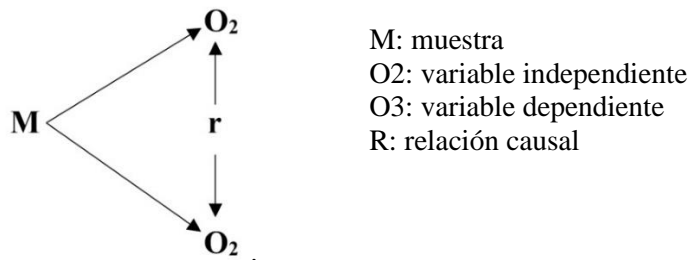 O₂
M: muestra
O2: variable independiente
M
r
O3: variable dependiente
R: relación causal
O₂
.